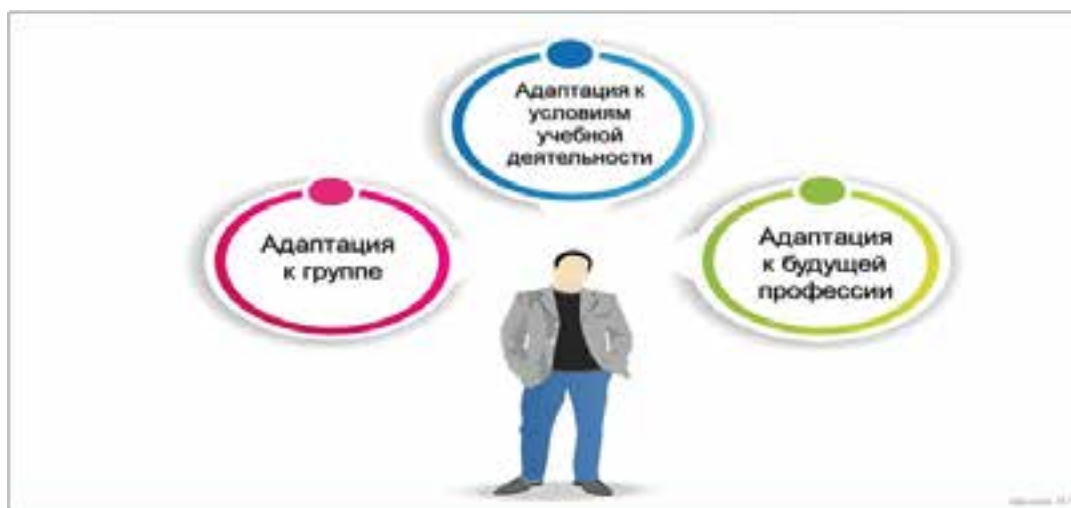 Адаптация к
условиям
учебной
деятельности
Адаптация
к группе
Адаптация
к будущей
профессии